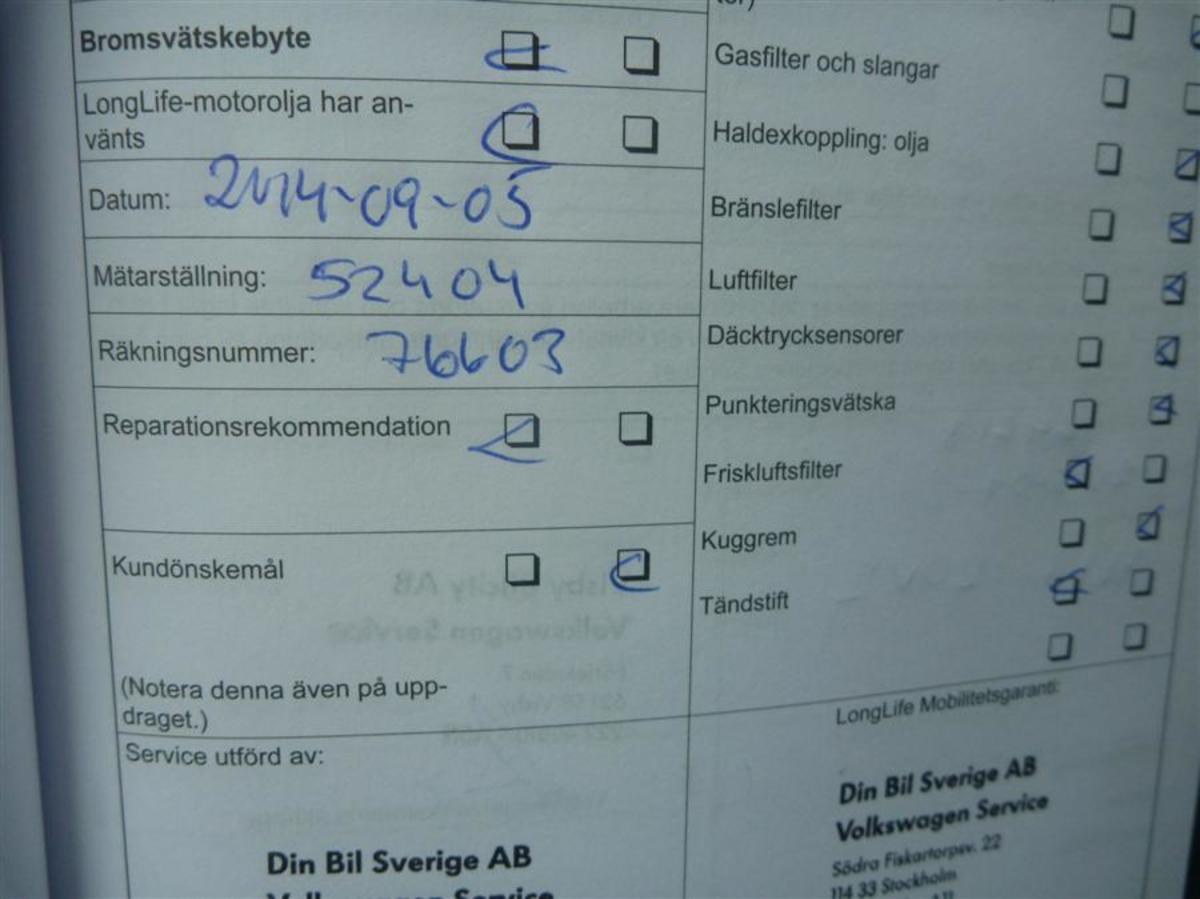 Bromsvätskebyte
LongLife-motorolja har an-
vänts
Datum: 2014-09-05
Mätarställning: 52404
Räkningsnummer: 76603
Reparationsrekommendation
Kundönskemål
(Notera denna även på upp-
draget.)
Service utförd av:
Din Bil Sverige AB
Volkswagen Service
Gasfilter och slangar
Haldexkoppling: olja
Bränslefilter
Luftfilter
Däcktrycksensorer
Punkteringsvätska
Friskluftsfilter
Kuggrem
Tändstift
LongLife Mobilitetsgaranti:
Din Bil Sverige AB
Volkswagen Service
Södra Fiskartorpsv. 22
114 33 Stockholm